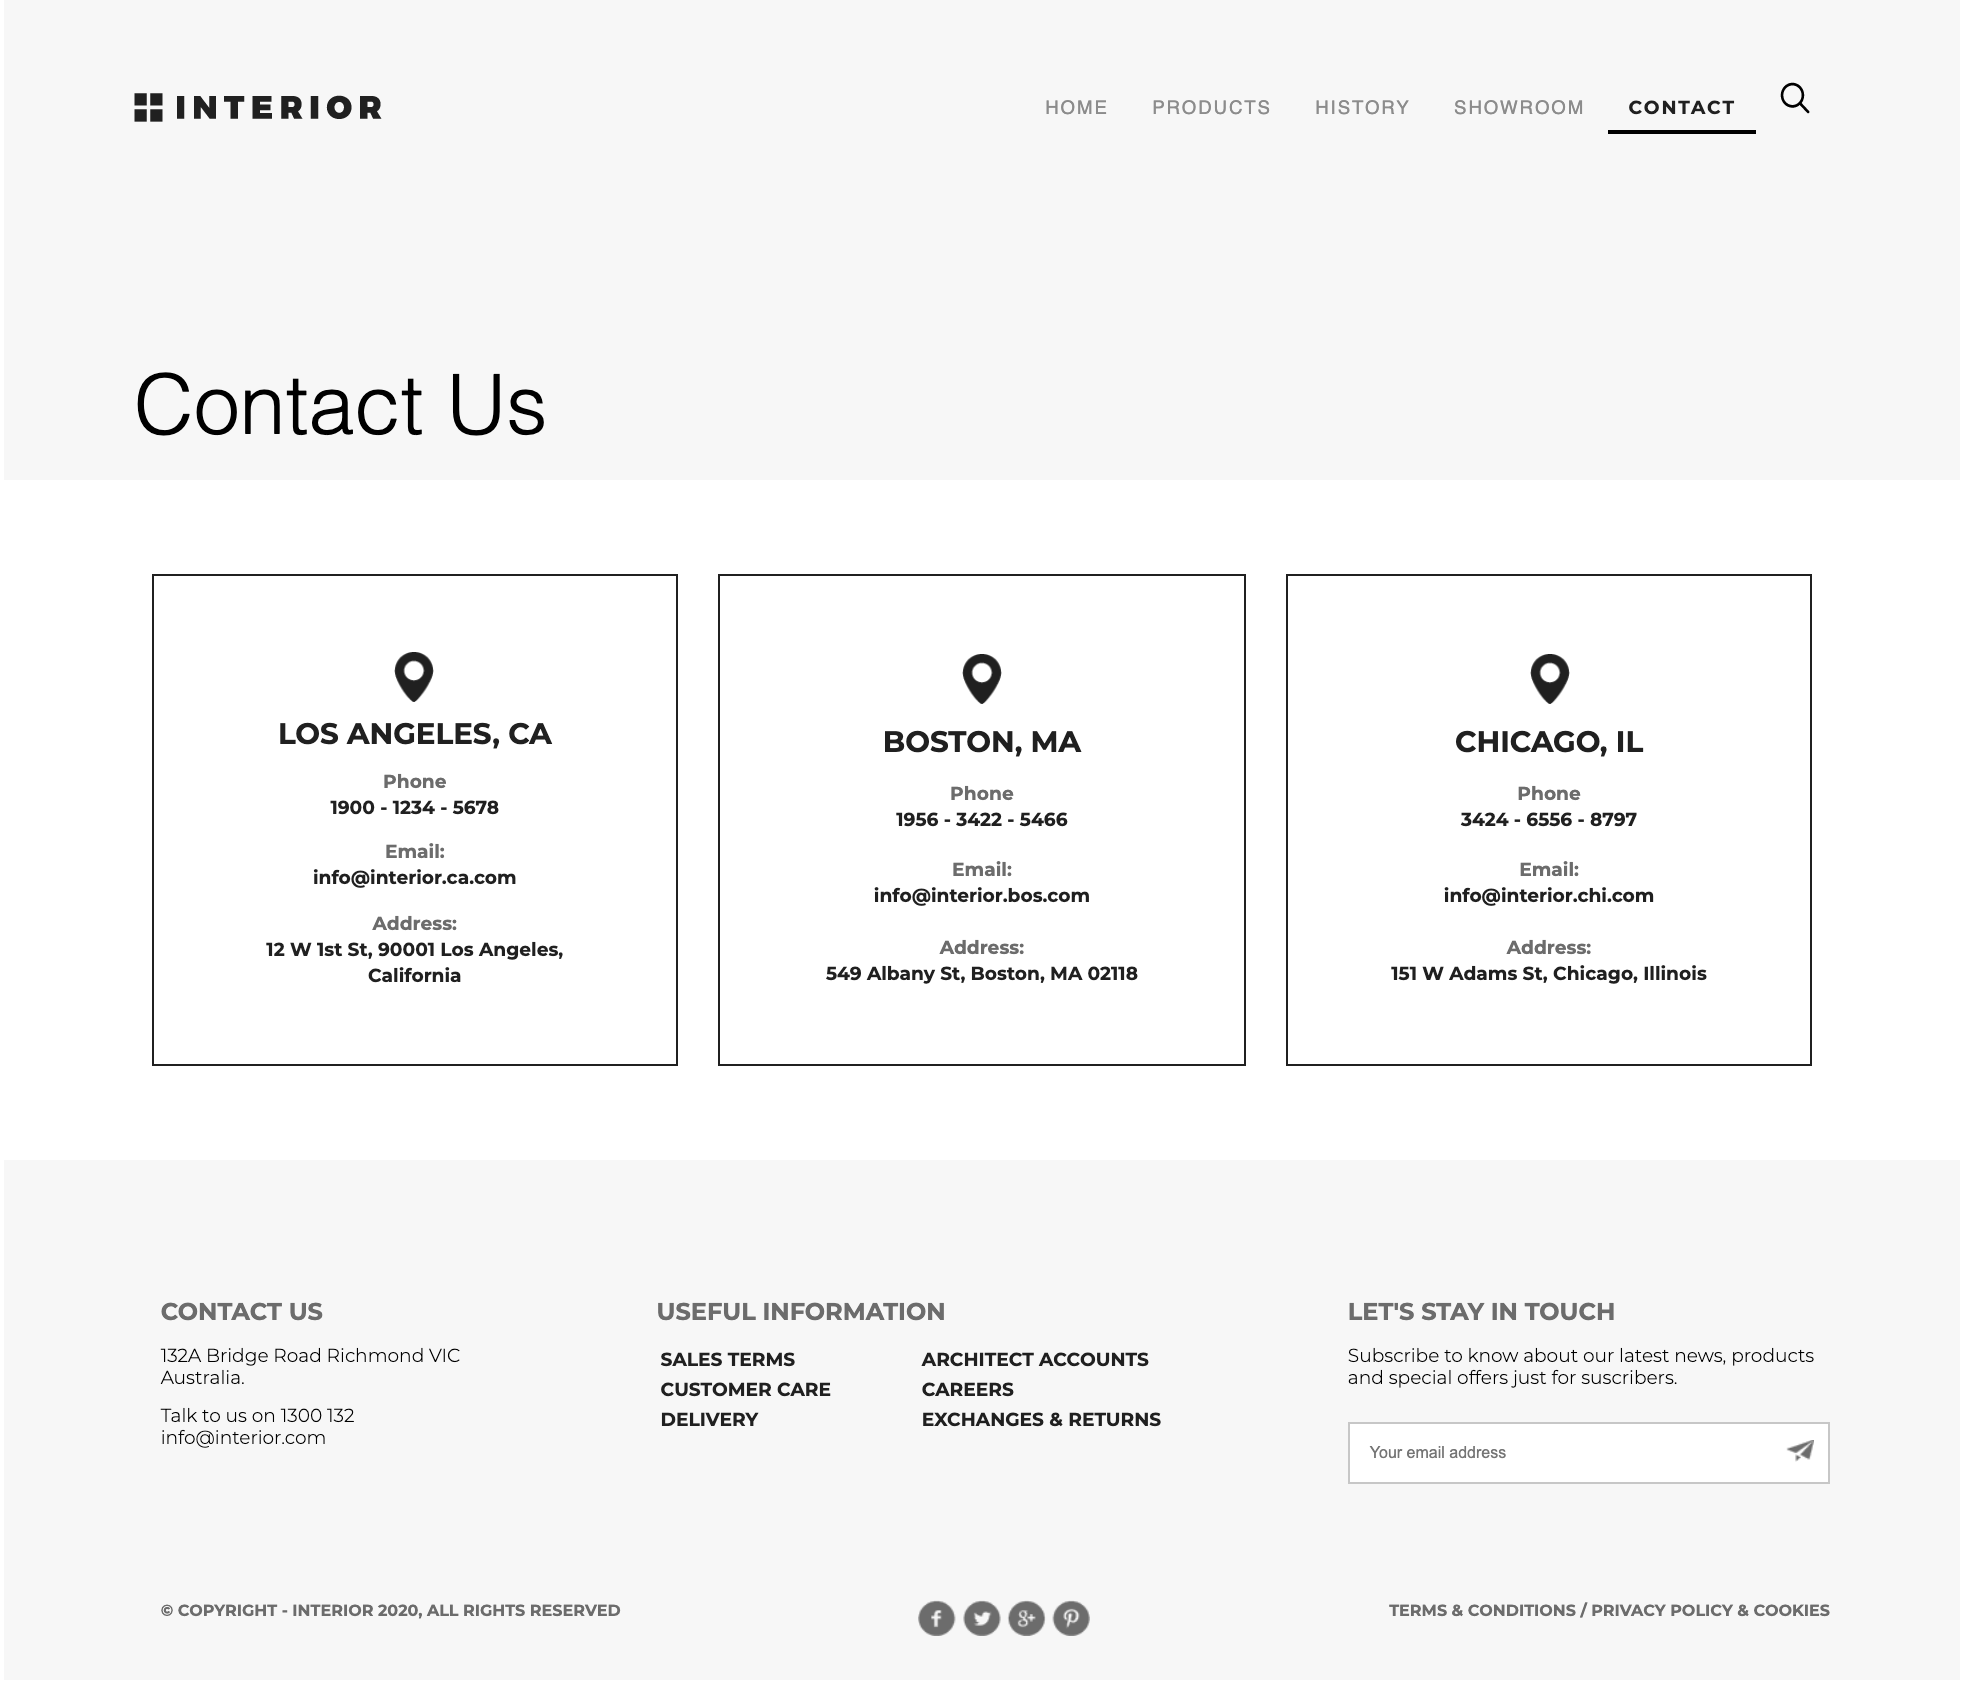 INTERIOR
HOME
PRODUCTS
HISTORY
SHOWROOM
CONTACT
Contact Us
LOS ANGELES, CA
Phone
1900 - 1234 - 5678
Email:
info@interior.ca.com
Address:
12 W 1st St, 90001 Los Angeles,
California
BOSTON, MA
Phone
1956 - 3422 - 5466
Email:
info@interior.bos.com
Address:
549 Albany St, Boston, MA 02118
CHICAGO, IL
Phone
3424 - 6556 - 8797
Email:
info@interior.chi.com
Address:
151 W Adams St, Chicago, Illinois
CONTACT US
132A Bridge Road Richmond VIC
Australia.
Talk to us on 1300 132
info@interior.com
USEFUL INFORMATION
SALES TERMS
CUSTOMER CARE
DELIVERY
ARCHITECT ACCOUNTS
CAREERS
EXCHANGES & RETURNS
LET'S STAY IN TOUCH
Subscribe to know about our latest news, products
and special offers just for suscribers.
Your email address
© COPYRIGHT - INTERIOR 2020, ALL RIGHTS RESERVED
TERMS & CONDITIONS / PRIVACY POLICY & COOKIES